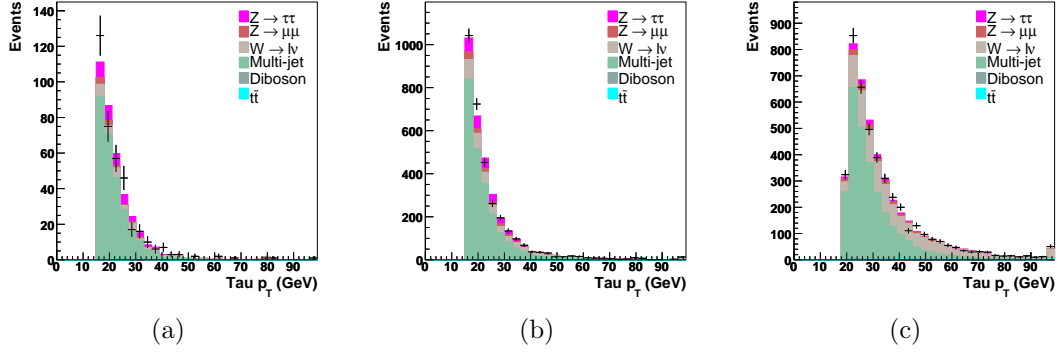 Events
140
120
100
80
60
40
20
0
0 10 20 30 40 50 60 70 80 90
Tau p_T (GeV)
Z → ττ
Z → μμ
W → lν
Multi-jet
Diboson
tt̄
(a)
Events
1000
800
600
400
200
0
0 10 20 30 40 50 60 70 80 90
Tau p_T (GeV)
Z → ττ
Z → μμ
W → lν
Multi-jet
Diboson
tt̄
(b)
Events
900
800
700
600
500
400
300
200
100
0
0 10 20 30 40 50 60 70 80 90
Tau p_T (GeV)
Z → ττ
Z → μμ
W → lν
Multi-jet
Diboson
tt̄
(c)